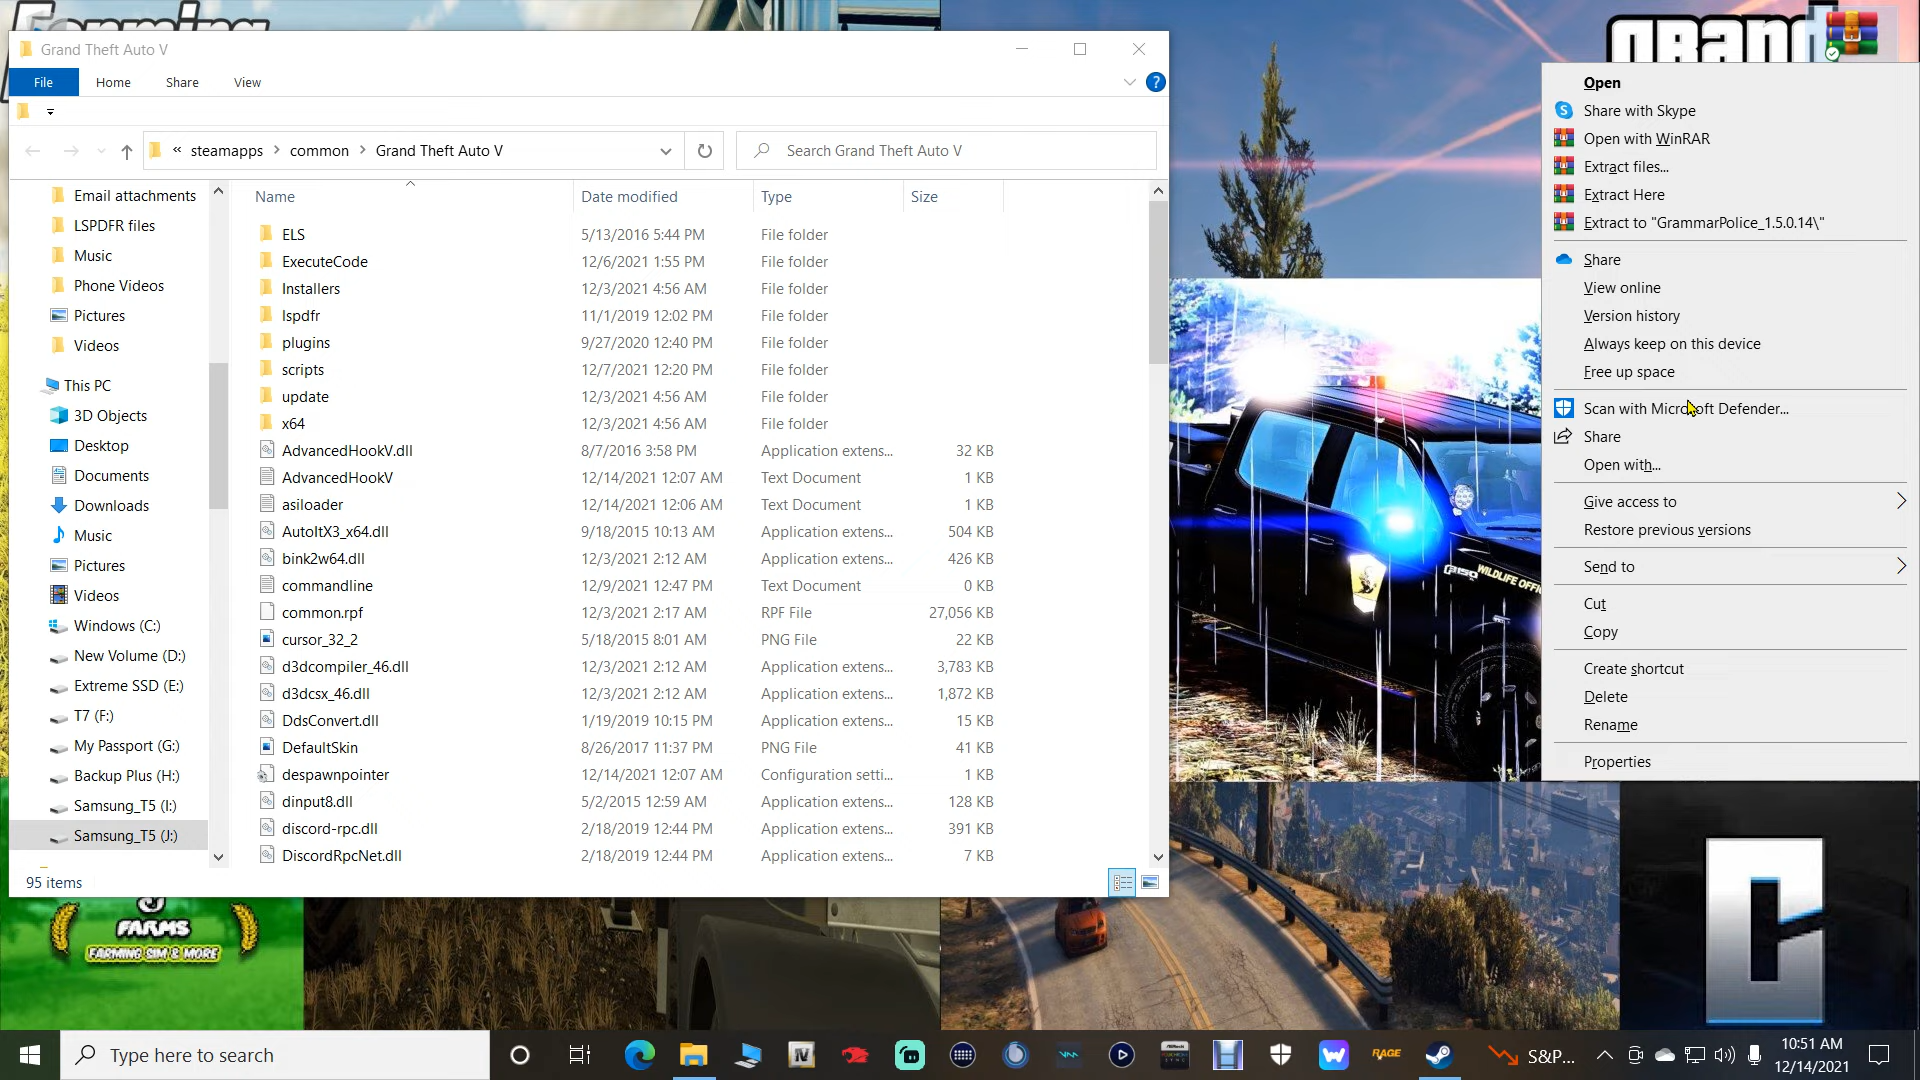 Grand Theft Auto V
File Home Share View
« steamapps > common > Grand Theft Auto V
Search Grand Theft Auto V
Email attachments
LSPDFR files
Music
Phone Videos
Pictures
Videos
This PC
3D Objects
Desktop
Documents
Downloads
Music
Pictures
Videos
Windows (C:)
New Volume (D:)
Extreme SSD (E:)
T7 (F:)
My Passport (G:)
Backup Plus (H:)
Samsung_T5 (I:)
Samsung_T5 (J:)
Name Date modified Type Size
ELS 5/13/2016 5:44 PM File folder
ExecuteCode 12/6/2021 1:55 PM File folder
Installers 12/3/2021 4:56 AM File folder
lspdfr 11/1/2019 12:02 PM File folder
plugins 9/27/2020 12:40 PM File folder
scripts 12/7/2021 12:20 PM File folder
update 12/3/2021 4:56 AM File folder
x64 12/3/2021 4:56 AM File folder
AdvancedHookV.dll 8/7/2016 3:58 PM Application extens... 32 KB
AdvancedHookV 12/14/2021 12:07 AM Text Document 1 KB
asiloader 12/14/2021 12:06 AM Text Document 1 KB
AutoItX3_x64.dll 9/18/2015 10:13 AM Application extens... 504 KB
bink2w64.dll 12/3/2021 2:12 AM Application extens... 426 KB
commandline 12/9/2021 12:47 PM Text Document 0 KB
common.rpf 12/3/2021 2:17 AM RPF File 27,056 KB
cursor_32_2 5/18/2015 8:01 AM PNG File 22 KB
d3dcompiler_46.dll 12/3/2021 2:12 AM Application extens... 3,783 KB
d3dcsx_46.dll 12/3/2021 2:12 AM Application extens... 1,872 KB
DdsConvert.dll 1/19/2019 10:15 PM Application extens... 15 KB
DefaultSkin 8/26/2017 11:37 PM PNG File 41 KB
despawnpointer 12/14/2021 12:07 AM Configuration setti... 1 KB
dinput8.dll 5/2/2015 12:59 AM Application extens... 128 KB
discord-rpc.dll 2/18/2019 12:44 PM Application extens... 391 KB
DiscordRpcNet.dll 2/18/2019 12:44 PM Application extens... 7 KB
95 items
Open
Share with Skype
Open with WinRAR
Extract files...
Extract Here
Extract to "GrammarPolice_1.5.0.14\"
Share
View online
Version history
Always keep on this device
Free up space
Scan with Microsoft Defender...
Share
Open with...
Give access to
Restore previous versions
Send to
Cut
Copy
Create shortcut
Delete
Rename
Properties
F150 WILDLIFE
FARMS
FARMING SIM & MORE
Type here to search
IV
RAGE
S&P...
10:51 AM
12/14/2021